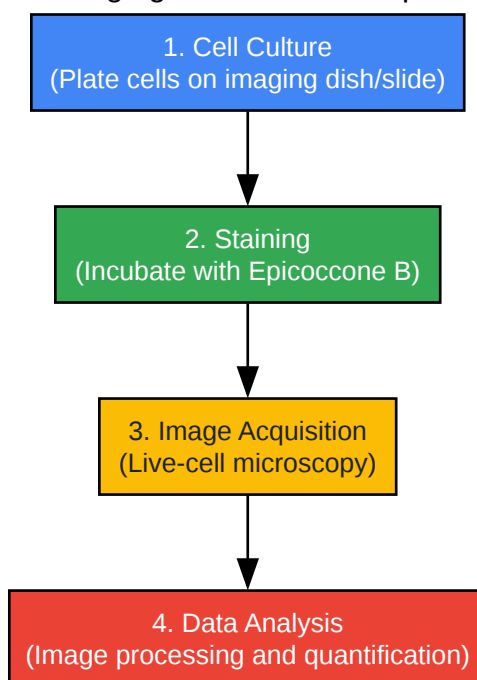 1. Cell Culture
(Plate cells on imaging dish/slide)
2. Staining
(Incubate with Epicoccone B)
3. Image Acquisition
(Live-cell microscopy)
4. Data Analysis
(Image processing and quantification)